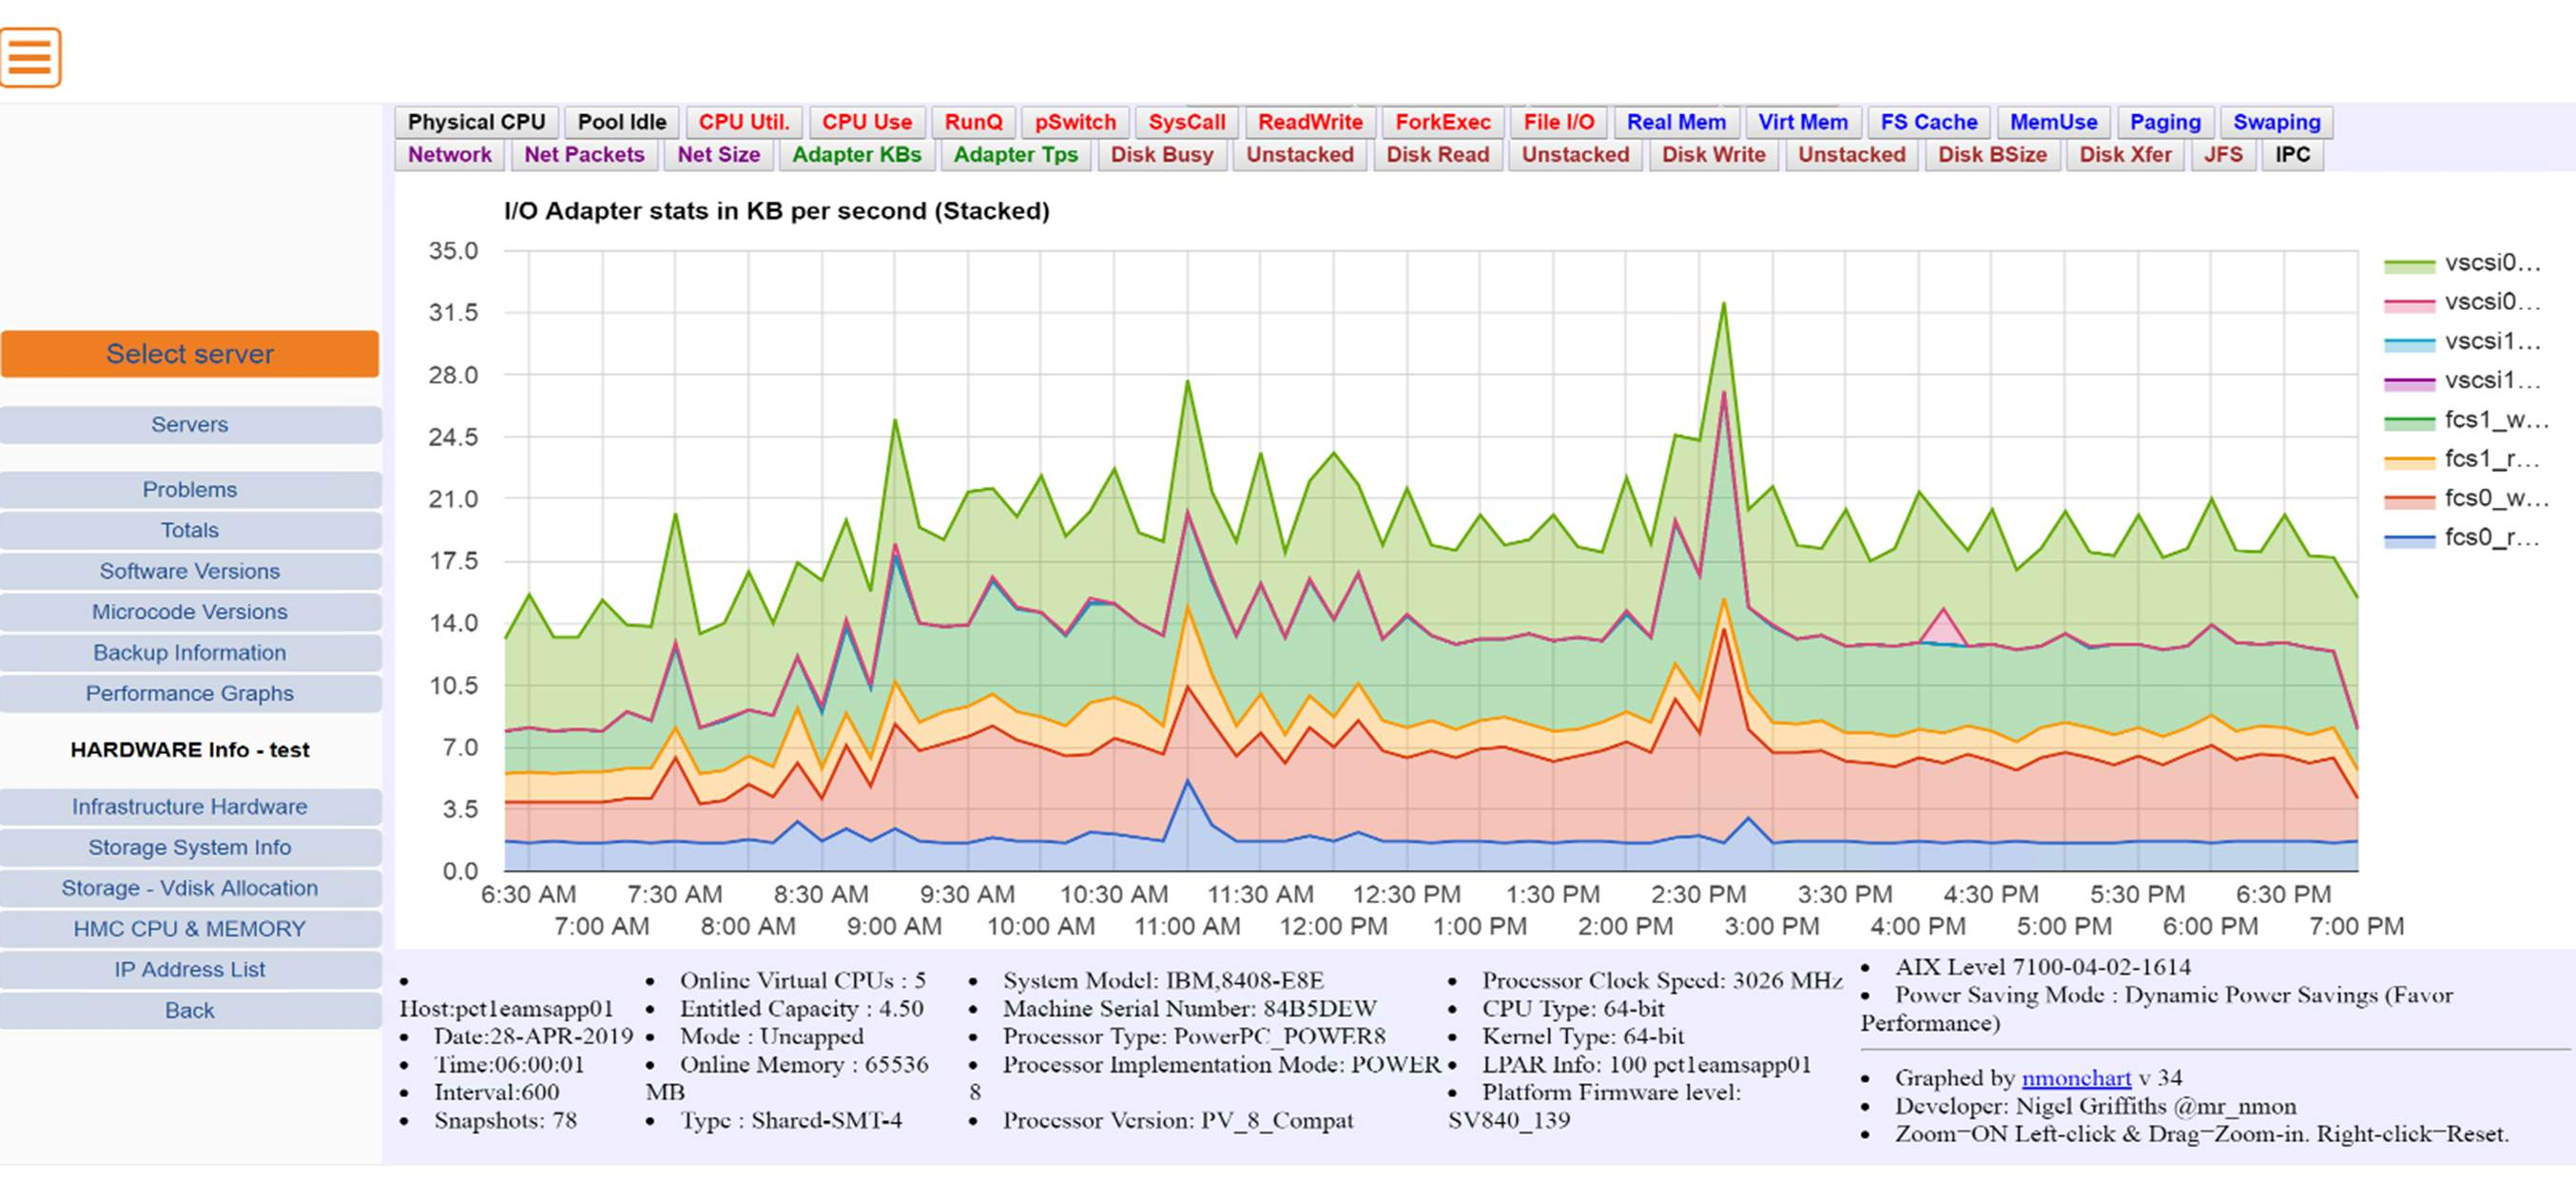 Physical CPU Pool Idle CPU Util. CPU Use RunQ pSwitch SysCall ReadWrite ForkExec File I/O Real Mem Virt Mem FS Cache MemUse Paging Swaping
Network Net Packets Net Size Adapter KBs Adapter Tps Disk Busy Unstacked Disk Read Unstacked Disk Write Unstacked Disk BSize Disk Xfer JFS IPC
Select server
Servers
Problems
Totals
Software Versions
Microcode Versions
Backup Information
Performance Graphs
HARDWARE Info - test
Infrastructure Hardware
Storage System Info
Storage - Vdisk Allocation
HMC CPU & MEMORY
IP Address List
Back
I/O Adapter stats in KB per second (Stacked)
35.0
31.5
28.0
24.5
21.0
17.5
14.0
10.5
7.0
3.5
0.0
6:30 AM 7:30 AM 8:30 AM 9:30 AM 10:30 AM 11:30 AM 12:30 PM 1:30 PM 2:30 PM 3:30 PM 4:30 PM 5:30 PM 6:30 PM
7:00 AM 8:00 AM 9:00 AM 10:00 AM 11:00 AM 12:00 PM 1:00 PM 2:00 PM 3:00 PM 4:00 PM 5:00 PM 6:00 PM 7:00 PM
vscsi0...
vscsi0...
vscsi1...
vscsi1...
fcs1_w...
fcs1_r...
fcs0_w...
fcs0_r...
•
Host:pct1eamsapp01
• Date:28-APR-2019
• Time:06:00:01
• Interval:600
• Snapshots: 78
• Online Virtual CPUs : 5
• Entitled Capacity : 4.50
• Mode : Uncapped
• Online Memory : 65536
MB
• Type : Shared-SMT-4
• System Model: IBM,8408-E8E
• Machine Serial Number: 84B5DEW
• Processor Type: PowerPC_POWER8
• Processor Implementation Mode: POWER
8
• Processor Version: PV_8_Compat
• Processor Clock Speed: 3026 MHz
• CPU Type: 64-bit
• Kernel Type: 64-bit
• LPAR Info: 100 pct1eamsapp01
• Platform Firmware level:
SV840_139
• AIX Level 7100-04-02-1614
• Power Saving Mode : Dynamic Power Savings (Favor
Performance)
• Graphed by nmonchart v 34
• Developer: Nigel Griffiths @mr_nmon
• Zoom=ON Left-click & Drag=Zoom-in. Right-click=Reset.